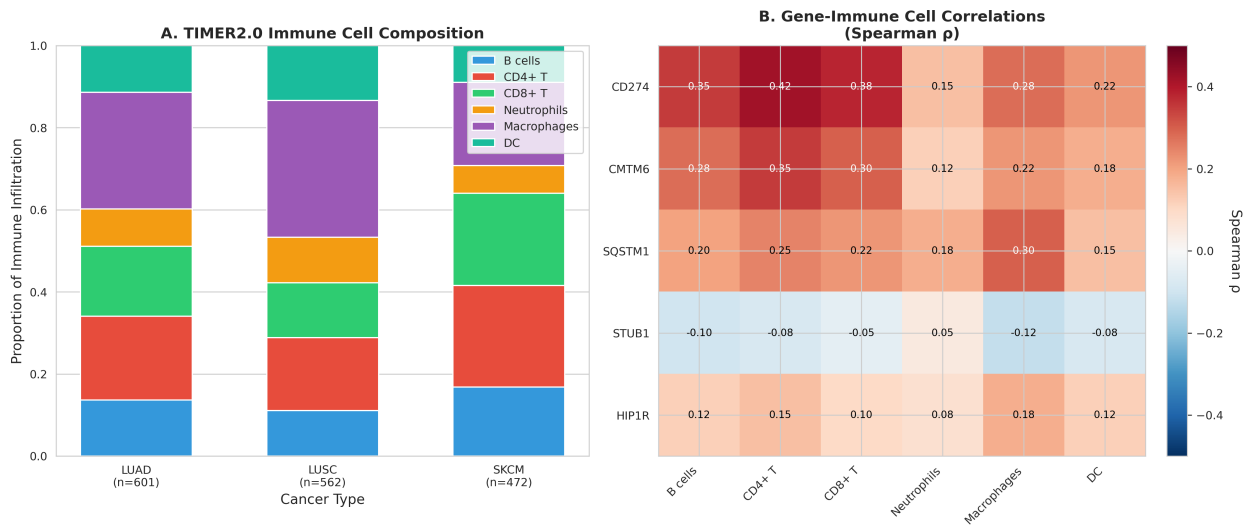 A. TIMER2.0 Immune Cell Composition
Proportion of Immune Infiltration
1.0
0.8
0.6
0.4
0.2
0.0
B cells
CD4+ T
CD8+ T
Neutrophils
Macrophages
DC
LUAD
(n=601)
LUSC
(n=562)
SKCM
(n=472)
Cancer Type
B. Gene-Immune Cell Correlations
(Spearman ρ)
CD274 0.35 0.42 0.38 0.15 0.28 0.22
CMTM6 0.28 0.35 0.30 0.12 0.22 0.18
SQSTM1 0.20 0.25 0.22 0.18 0.30 0.15
STUB1 -0.10 -0.08 -0.05 0.05 -0.12 -0.08
HIP1R 0.12 0.15 0.10 0.08 0.18 0.12
B cells
CD4+ T
CD8+ T
Neutrophils
Macrophages
DC
0.4
0.2
0.0
−0.2
−0.4
Spearman ρ